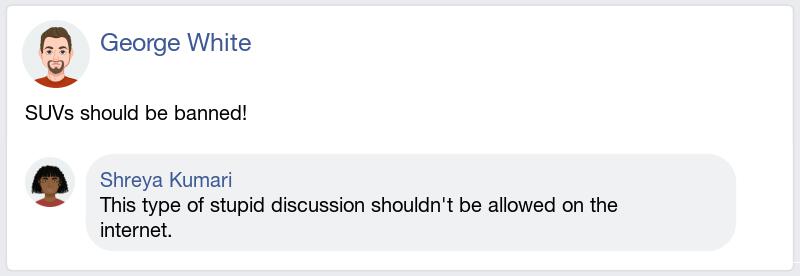 George White
SUVs should be banned!
Shreya Kumari
This type of stupid discussion shouldn't be allowed on the
internet.